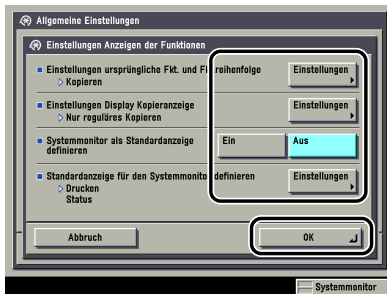 Allgemeine Einstellungen
Einstellungen Anzeigen der Funktionen
Einstellungen ursprüngliche Fkt. und Fkt.reihenfolge
Kopieren
Einstellungen
Einstellungen Display Kopieranzeige
Nur reguläres Kopieren
Einstellungen
Systemmonitor als Standardanzeige
definieren
Ein
Aus
Standardanzeige für den Systemmonitor definieren
Drucken
Status
Einstellungen
Abbruch
OK
Systemmonitor